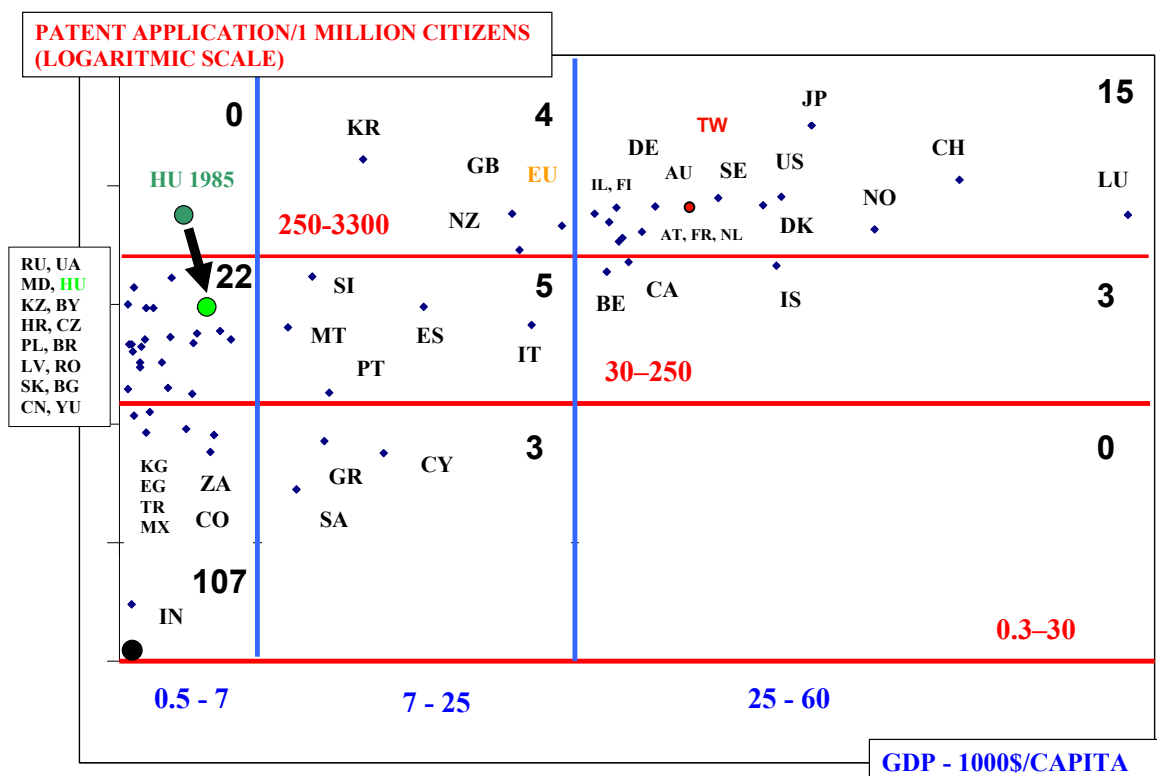 PATENT APPLICATION/1 MILLION CITIZENS
(LOGARITMIC SCALE)
0
4
15
JP
KR
TW
DE
GB
EU
IL, FI
AU
SE
US
CH
LU
HU 1985
NZ
250-3300
AT, FR, NL
DK
NO
RU, UA
MD, HU
KZ, BY
HR, CZ
PL, BR
LV, RO
SK, BG
CN, YU
22
SI
5
BE
CA
IS
3
MT
ES
IT
PT
30–250
KG
EG
TR
MX
ZA
CO
3
GR
CY
SA
0
107
IN
0.3–30
0.5 - 7
7 - 25
25 - 60
GDP - 1000$/CAPITA